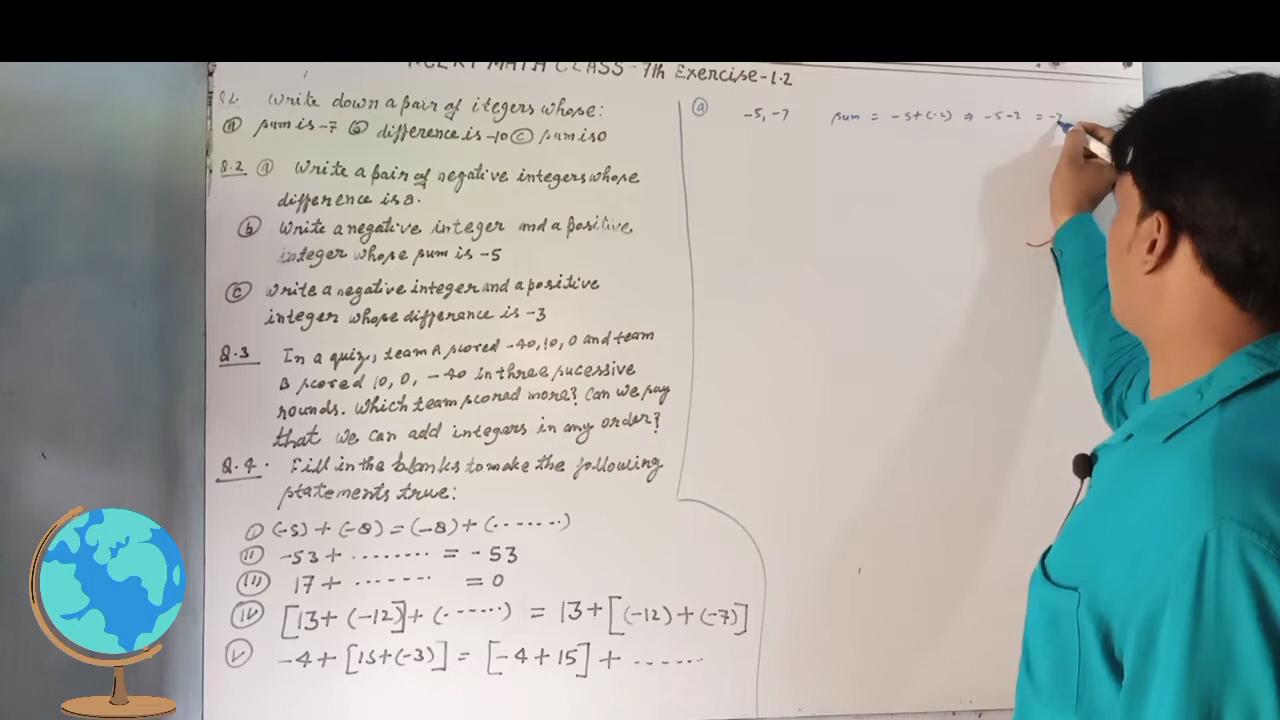 NCERT MATH CLASS - 7th Exercise-1.2
Write down a pair of itegers whose:
ⓐ sum is -7 ⓑ difference is -10 ⓒ sum is 0
Q.2 ⓐ Write a pair of negative integers whose
difference is 8.
ⓑ Write a negative integer and a positive
integer whose sum is -5
ⓒ Write a negative integer and a positive
integer whose difference is -3
Q.3 In a quiz, team A scored -40, 10, 0 and team
B scored 10, 0, -40 in three sucessive
rounds. Which team scored more? Can we say
that we can add integers in any order?
Q.4. Fill in the blanks to make the following
statements true:
ⓘ (-5) + (-8) = (-8) + (.......)
ⓘⓘ -53 + ........ = -53
ⓘⓘⓘ 17 + ....... = 0
iv [13 + (-12)] + (......) = 13 + [(-12) + (-7)]
v -4 + [15 + (-3)] = [-4 + 15] + ......
ⓐ -5, -7 sum = -5 + (-2) ⇒ -5-2 = -7